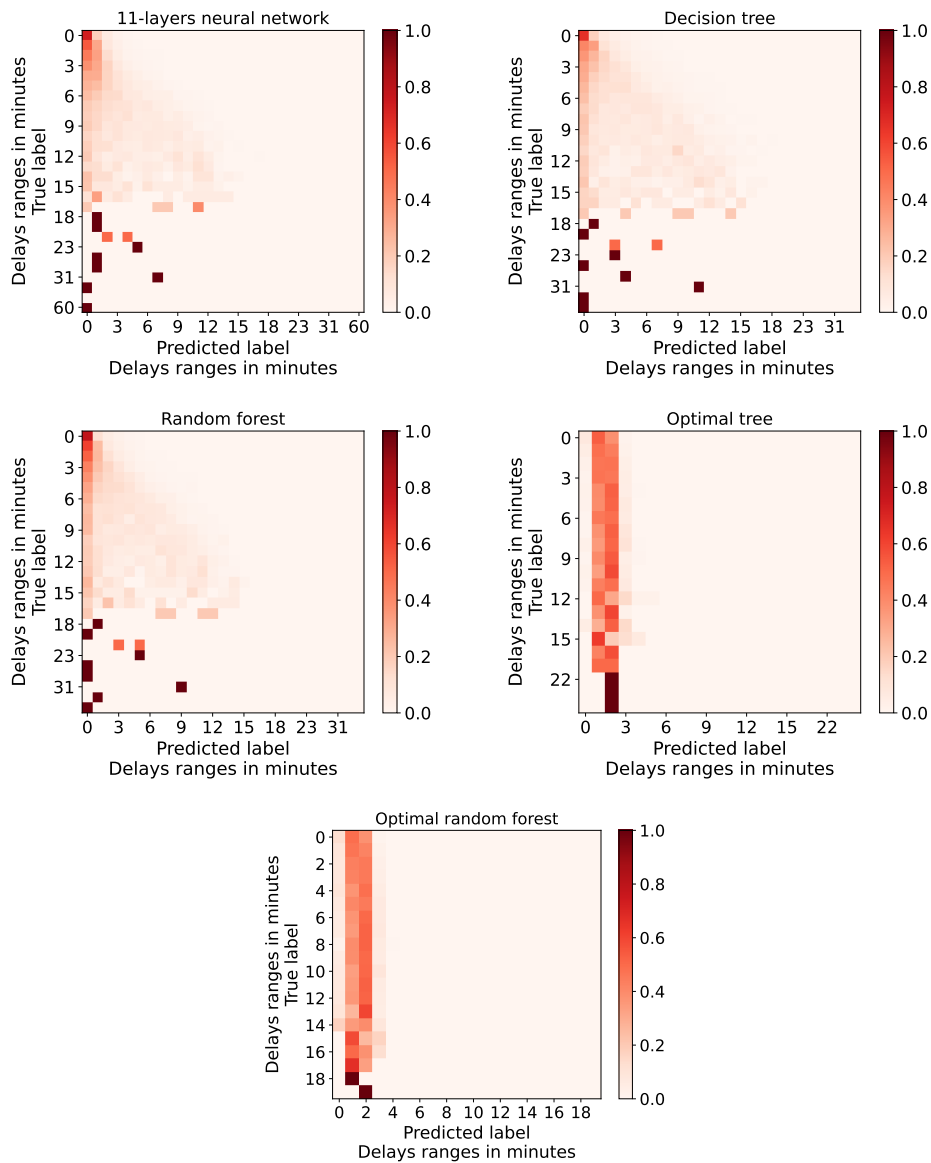 11-layers neural network
Delays ranges in minutes
True label
0
3
6
9
12
15
18
23
31
60
0 3 6 9 12 15 18 23 31 60
Predicted label
Delays ranges in minutes
1.0
0.8
0.6
0.4
0.2
0.0
Decision tree
Delays ranges in minutes
True label
0
3
6
9
12
15
18
23
31
0 3 6 9 12 15 18 23 31
Predicted label
Delays ranges in minutes
1.0
0.8
0.6
0.4
0.2
0.0
Random forest
Delays ranges in minutes
True label
0
3
6
9
12
15
18
23
31
0 3 6 9 12 15 18 23 31
Predicted label
Delays ranges in minutes
1.0
0.8
0.6
0.4
0.2
0.0
Optimal tree
Delays ranges in minutes
True label
0
3
6
9
12
15
22
0 3 6 9 12 15 22
Predicted label
Delays ranges in minutes
1.0
0.8
0.6
0.4
0.2
0.0
Optimal random forest
Delays ranges in minutes
True label
0
2
4
6
8
10
12
14
16
18
0 2 4 6 8 10 12 14 16 18
Predicted label
Delays ranges in minutes
1.0
0.8
0.6
0.4
0.2
0.0